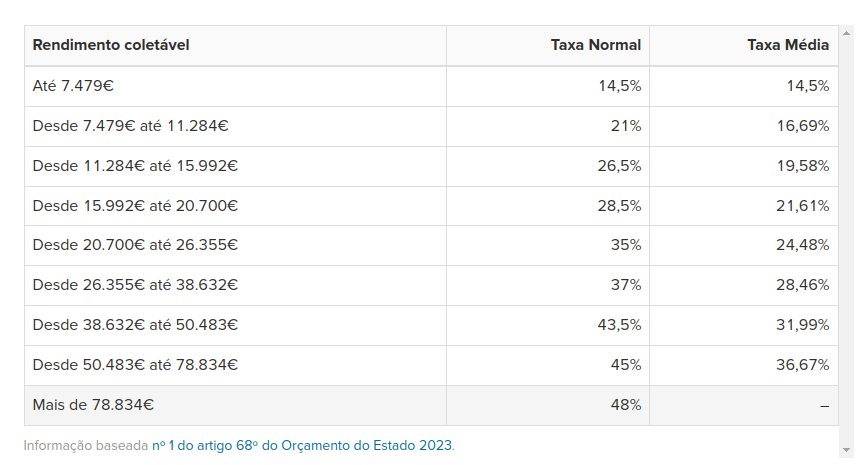 Rendimento coletável Taxa Normal Taxa Média
Até 7.479€ 14,5% 14,5%
Desde 7.479€ até 11.284€ 21% 16,69%
Desde 11.284€ até 15.992€ 26,5% 19,58%
Desde 15.992€ até 20.700€ 28,5% 21,61%
Desde 20.700€ até 26.355€ 35% 24,48%
Desde 26.355€ até 38.632€ 37% 28,46%
Desde 38.632€ até 50.483€ 43,5% 31,99%
Desde 50.483€ até 78.834€ 45% 36,67%
Mais de 78.834€ 48% –
Informação baseada nº 1 do artigo 68º do Orçamento do Estado 2023.